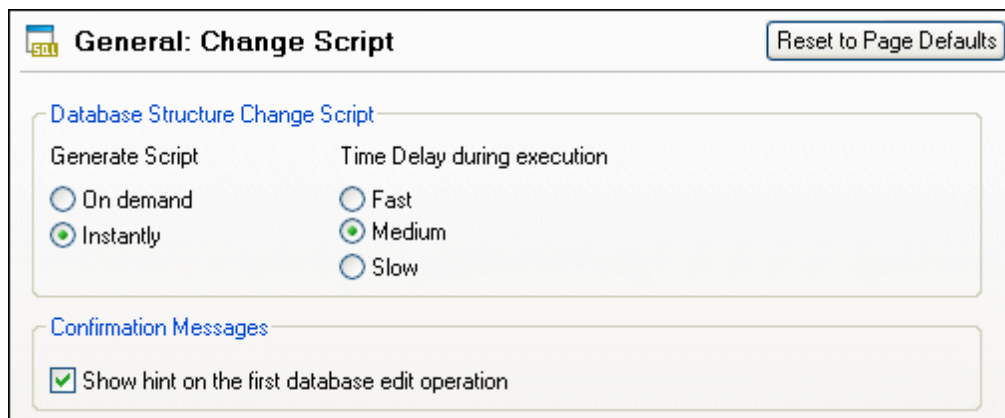 SQL
General: Change Script
Reset to Page Defaults
Database Structure Change Script
Generate Script
Time Delay during execution
On demand
Fast
Instantly
Medium
Slow
Confirmation Messages
Show hint on the first database edit operation